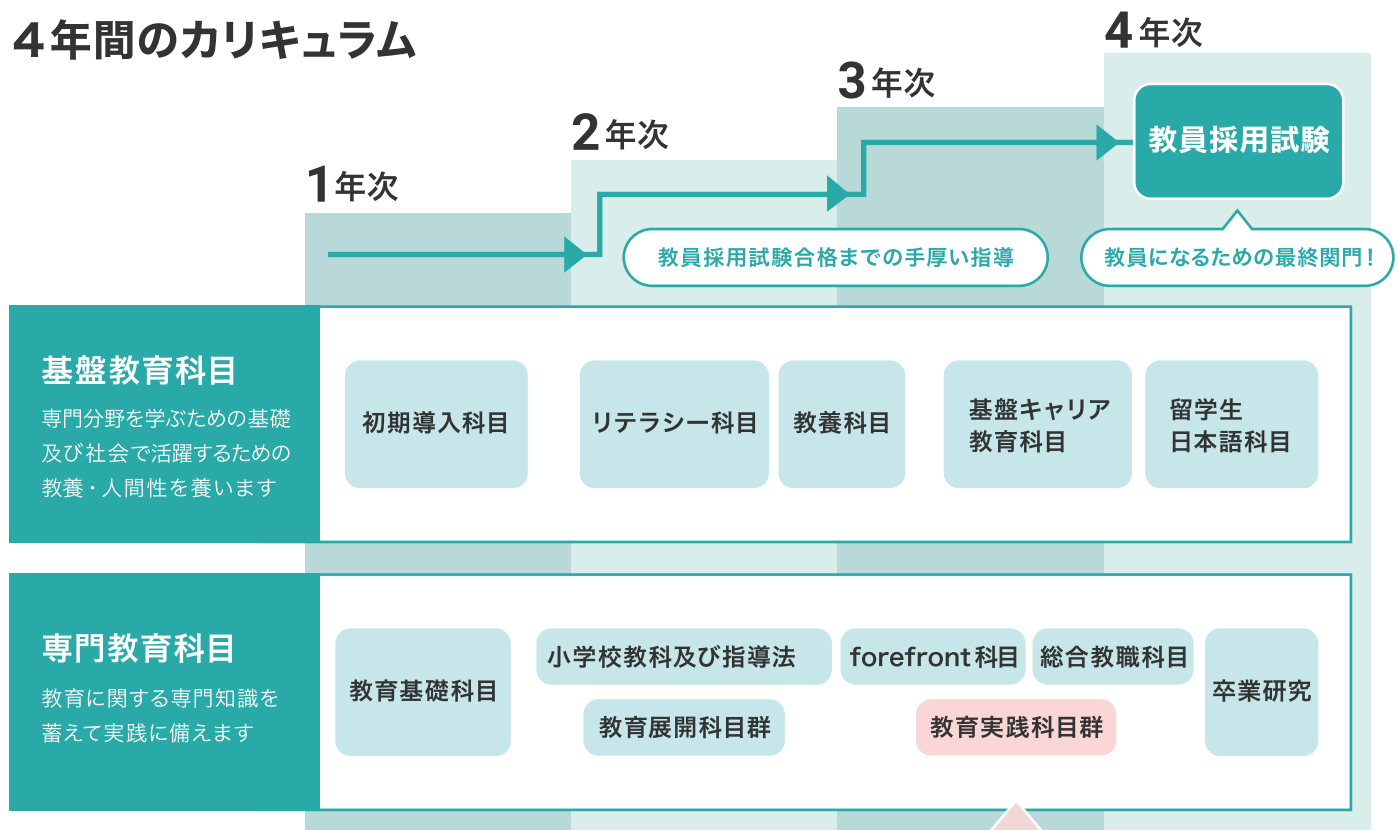 4年間のカリキュラム
1年次
2年次
3年次
4年次
教員採用試験
教員採用試験合格までの手厚い指導
教員になるための最終関門!
基盤教育科目
専門分野を学ぶための基礎
及び社会で活躍するための
教養・人間性を養います
初期導入科目
リテラシー科目
教養科目
基盤キャリア
教育科目
留学生
日本語科目
専門教育科目
教育に関する専門知識を
蓄えて実践に備えます
教育基礎科目
小学校教科及び指導法
教育展開科目群
forefront科目
総合教職科目
教育実践科目群
卒業研究